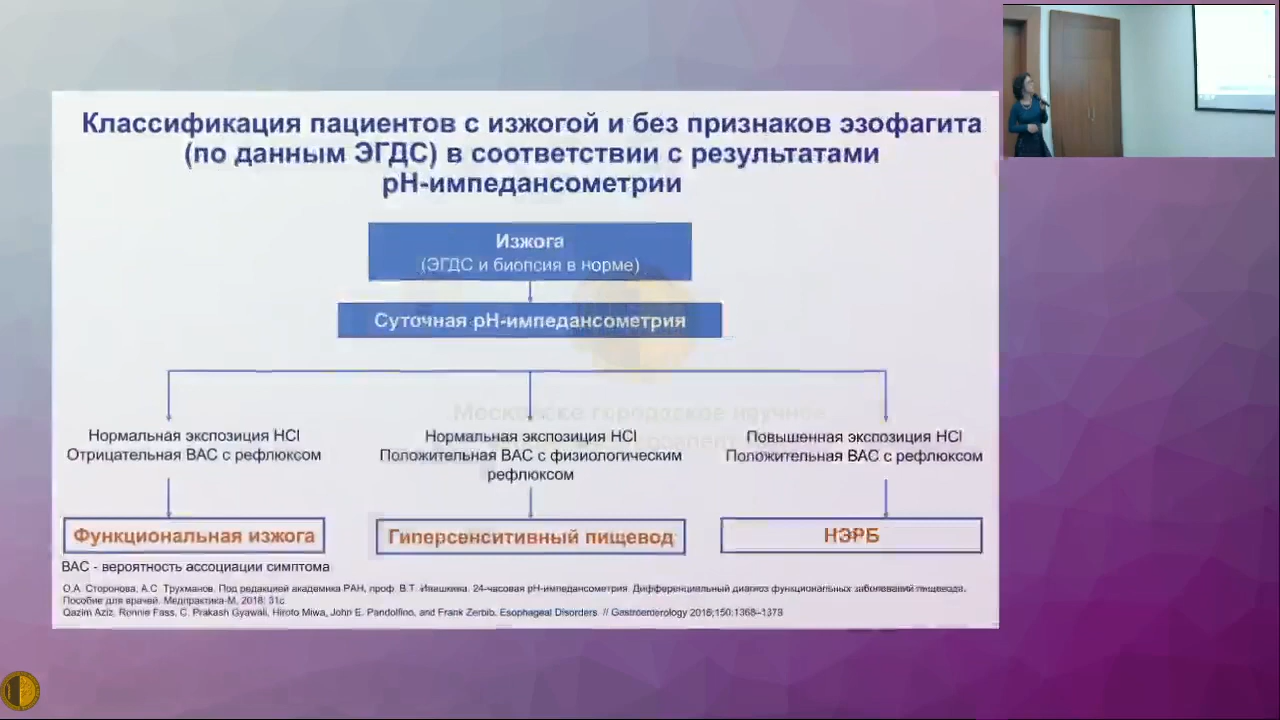 Классификация пациентов с изжогой и без признаков эзофагита
(по данным ЭГДС) в соответствии с результатами
рН-импедансометрии
Изжога
(ЭГДС и биопсия в норме)
Суточная рН-импедансометрия
Московске городское научное
Нормальная экспозиция HCl
Отрицательная ВАС с рефлюксом
Нормальная экспозиция HCl
Положительная ВАС с физиологическим
рефлюксом
Повышенная экспозиция HCl
Положительная ВАС с рефлюксом
Функциональная изжога
Гиперсенситивный пищевод
НЭРБ
ВАС - вероятность ассоциации симптома
О.А. Сторонова, А.С. Трухманов. Под редакцией академика РАН, проф. В.Т. Ивашкина. 24-часовая рН-импедансометрия. Дифференциальный диагноз функциональных заболеваний пищевода.
Пособие для врачей. Медпрактика-М, 2018: 31с
Qazim Aziz, Ronnie Fass, C. Prakash Gyawali, Hiroto Miwa, John E. Pandolfino, and Frank Zerbib. Esophageal Disorders. // Gastroenterology 2016;150:1368–1379